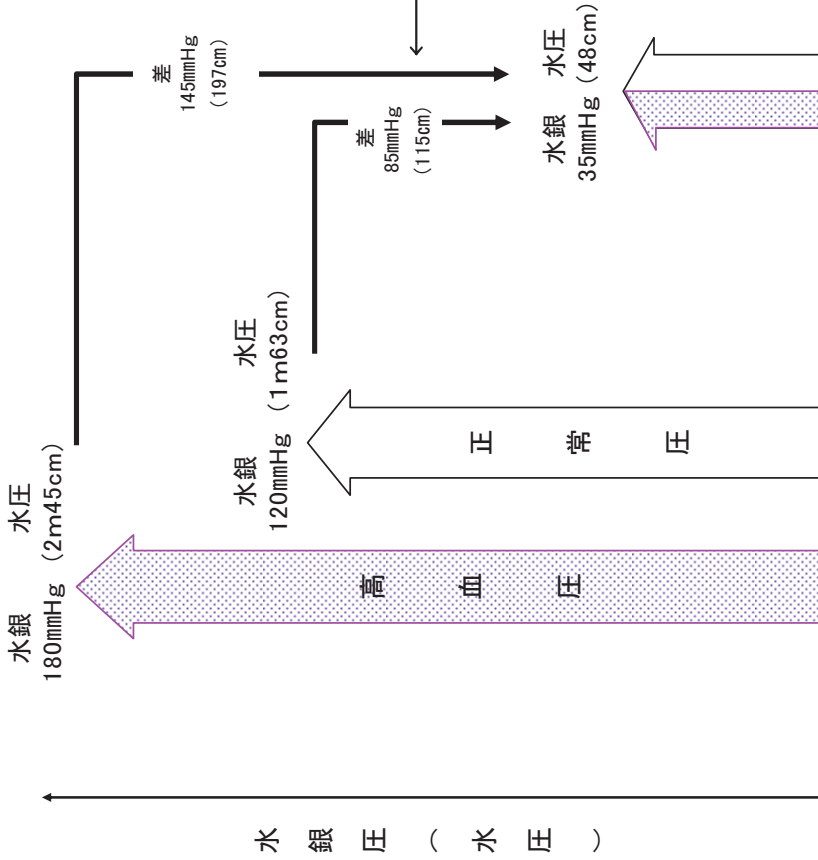 水銀　水圧
180mmHg （2m45cm）
差
145mmHg
(197cm)
水銀　水圧
120mmHg （1m63cm）
差
85mmHg
(115cm)
水銀　水圧
35mmHg （48cm）
高血圧
正常圧
水銀圧（水圧）